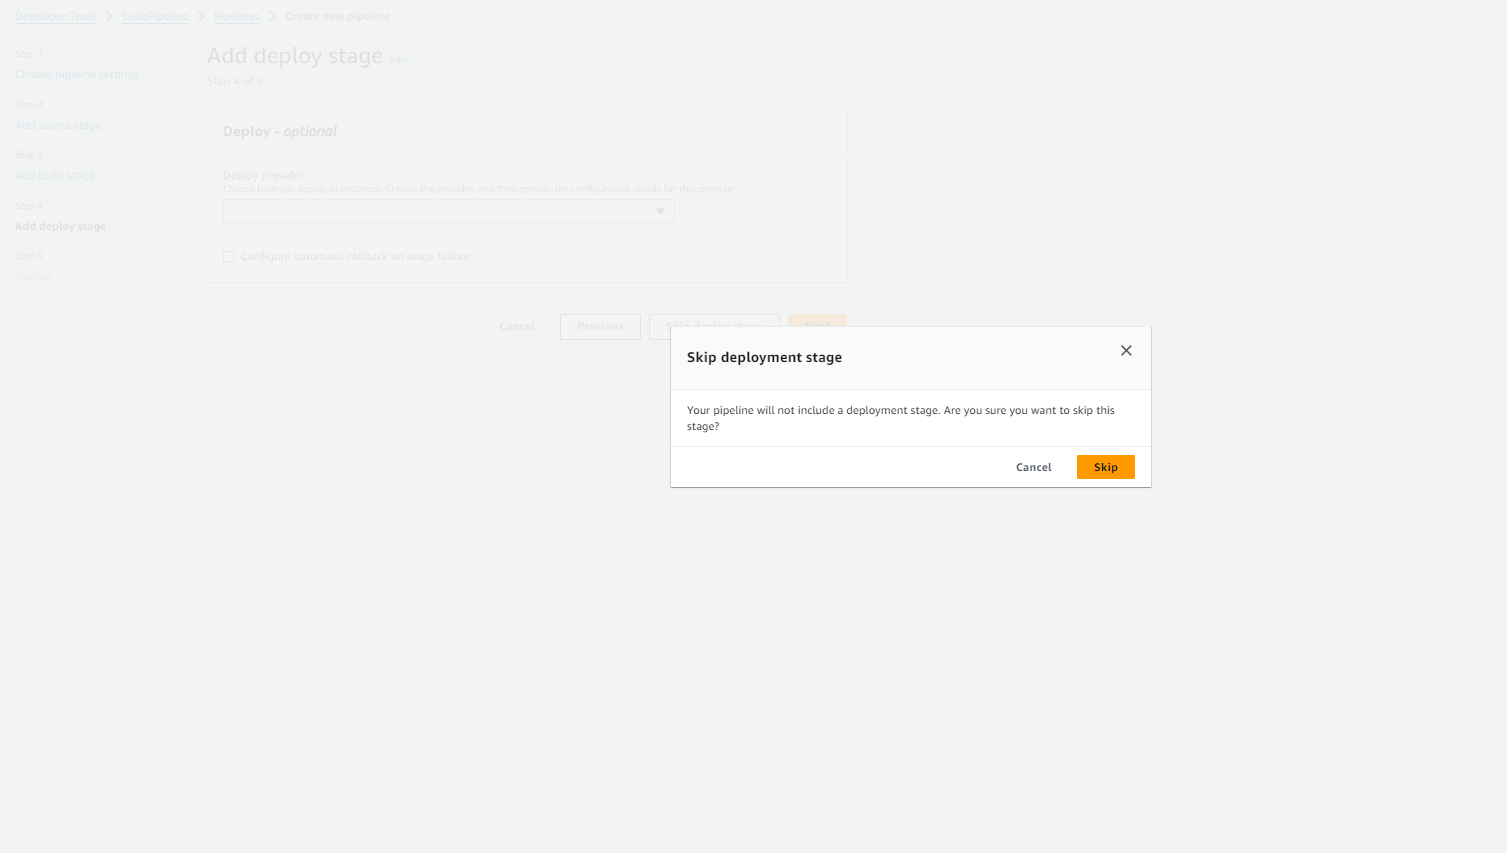 Developer Tools
CodePipeline
Pipelines
Create new pipeline
Step 1
Choose pipeline settings
Step 2
Add source stage
Step 3
Add build stage
Step 4
Add deploy stage
Step 5
Review
Add deploy stage Info
Step 4 of 5
Deploy - optional
Deploy provider
Choose how you deploy to instances. Choose the provider, and then provide the configuration details for that provider.
Configure automatic rollback on stage failure
Cancel
Previous
Skip deploy stage
Next
Skip deployment stage
Your pipeline will not include a deployment stage. Are you sure you want to skip this
stage?
Cancel
Skip